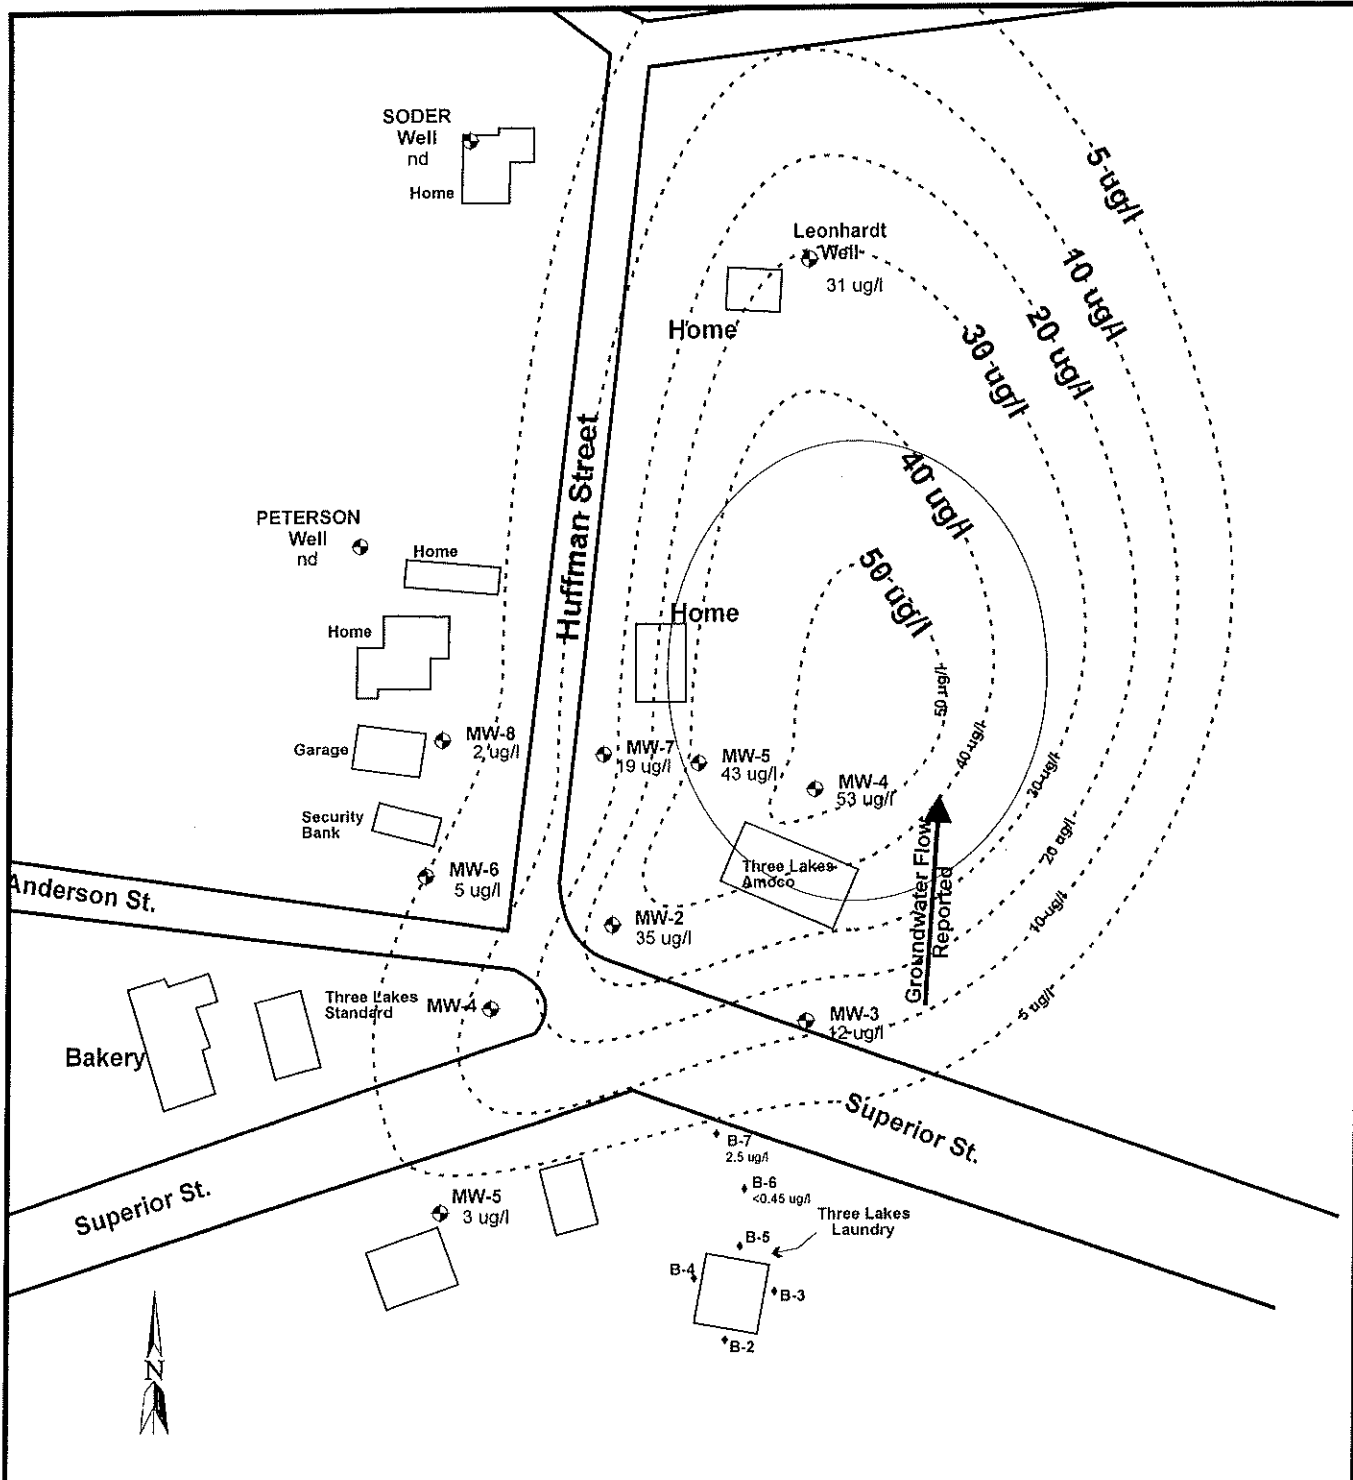 SODER
Well
nd
Home
5 ug/l
Leonhardt
Well
31 ug/l
Home
10 ug/l
20 ug/l
30 ug/l
40 ug/l
50 ug/l
Huffman Street
PETERSON
Well
nd
Home
Home
Home
50 ug/l
40 ug/l
30 ug/l
20 ug/l
10 ug/l
5 ug/l
Garage
MW-8
2 ug/l
MW-7
19 ug/l
MW-5
43 ug/l
MW-4
53 ug/l
Security
Bank
MW-6
5 ug/l
Three Lakes
Amoco
Groundwater Flow
Reported
Anderson St.
MW-2
35 ug/l
Three Lakes
Standard
MW-4
MW-3
12 ug/l
Bakery
Superior St.
B-7
2.5 ug/l
B-6
<0.45 ug/l
Superior St.
MW-5
3 ug/l
Three Lakes
Laundry
B-5
B-4
B-3
B-2
N